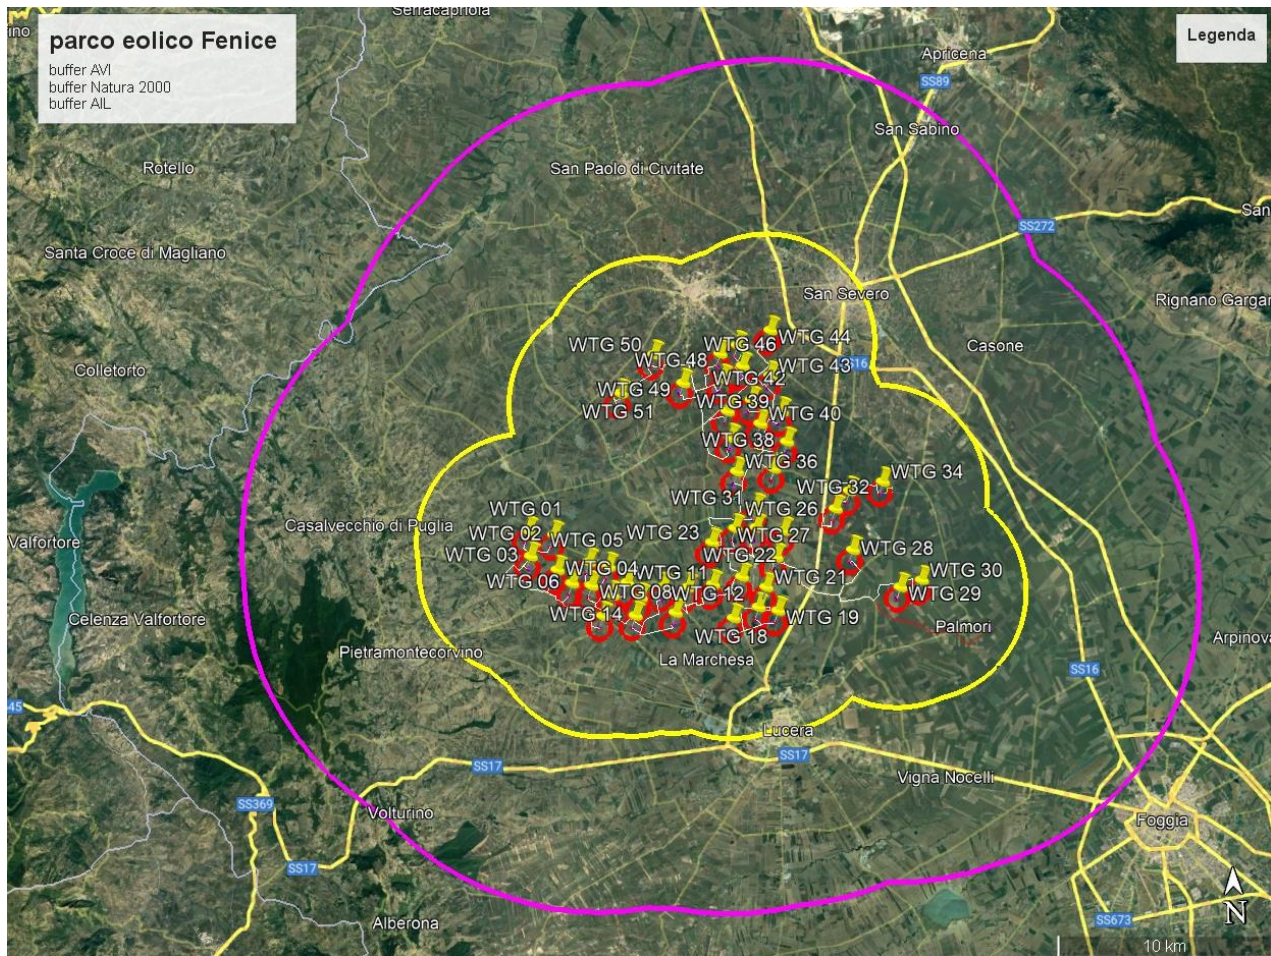 Serracapriola
ino
parco eolico Fenice
buffer AVI
buffer Natura 2000
buffer AIL
Legenda
Apricena
SS89
San Sabino
Rotello
San Paolo di Civitate
San
SS272
Santa Croce di Magliano
San Severo
Rignano Gargar
WTG 50
WTG 46
WTG 44
Casone
WTG 48
WTG 43
16
Colletorto
WTG 42
WTG 49
WTG 39
WTG 51
WTG 40
WTG 38
WTG 36
WTG 34
WTG 32
WTG 31
WTG 01
WTG 26
Casalvecchio di Puglia
WTG 02
WTG 05
WTG 23
WTG 27
Valfortore
WTG 03
WTG 22
WTG 28
WTG 04
WTG 11
WTG 21
WTG 30
WTG 06
WTG 08
WTG 12
WTG 29
WTG 14
Celenza Valfortore
WTG 19
Palmori
WTG 18
Arpinova
Pietramontecorvino
La Marchesa
SS16
45
Lucera
SS17
SS17
Vigna Nocelli
SS369
Volturino
Foggia
SS17
Alberona
SS673
N
10 km